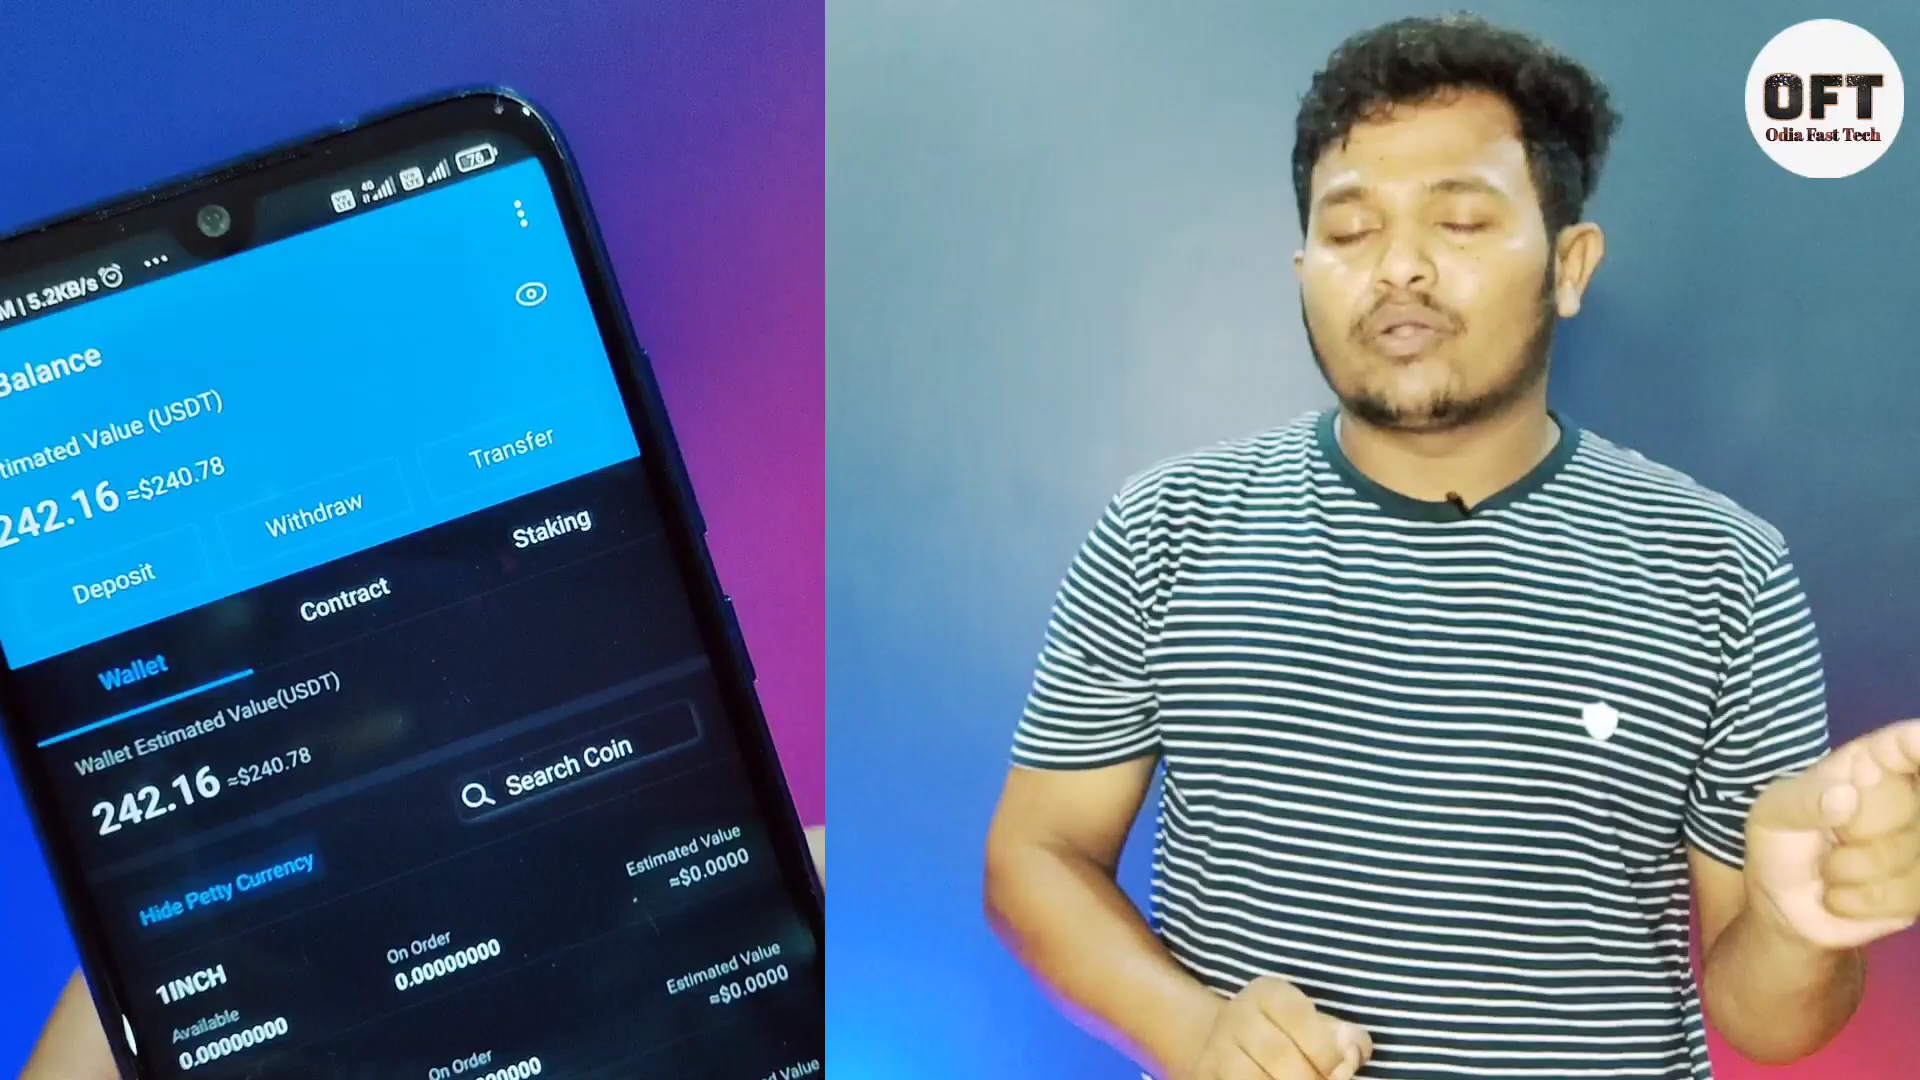 OFT
Odia Fast Tech
M | 5.2KB/s
76
Balance
timated Value (USDT)
242.16 ≈$240.78
Deposit
Withdraw
Transfer
Wallet
Contract
Staking
Wallet Estimated Value(USDT)
242.16 ≈$240.78
Search Coin
Hide Petty Currency
1INCH
Available
0.00000000
On Order
0.00000000
Estimated Value
≈$0.0000
On Order
Estimated Value
≈$0.0000
Value